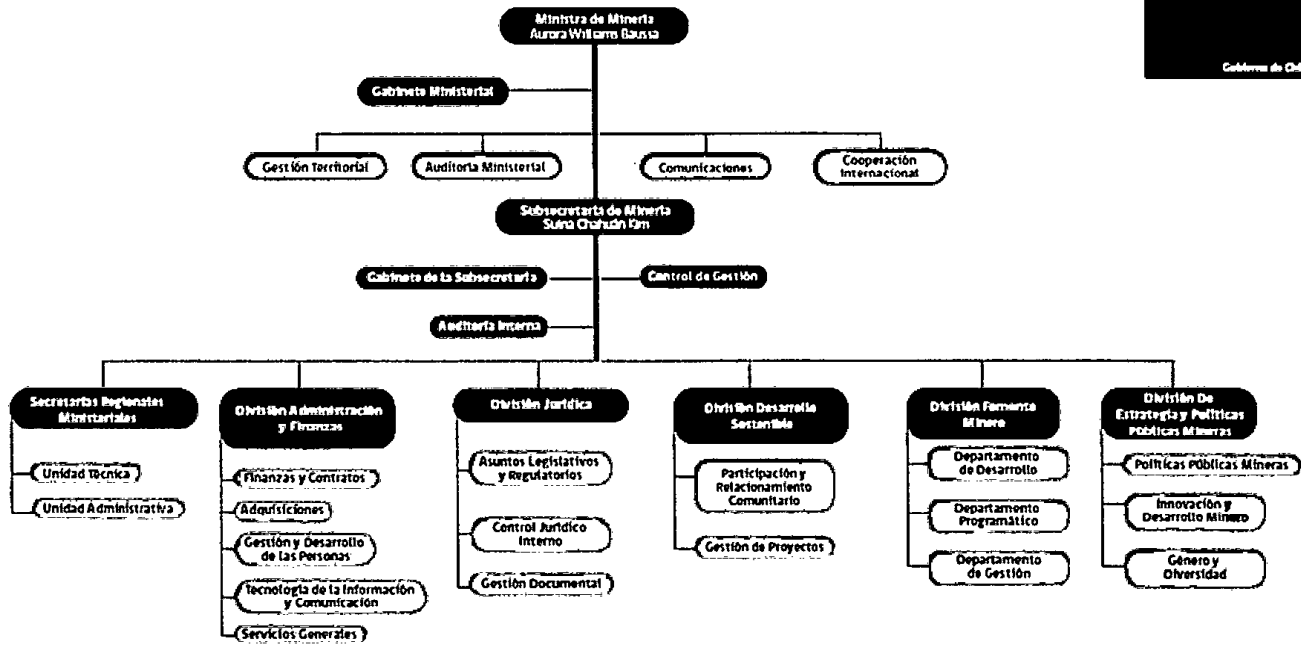 Ministra de Minería
Aurora Williams Baussa
Gobierno de Chi
Gabinete Ministerial
Gestión Territorial
Auditoría Ministerial
Comunicaciones
Cooperación
Internacional
Subsecretaria de Minería
Suina Chahuán Kim
Gabinete de la Subsecretaria
Control de Gestión
Auditoría Interna
Secretarías Regionales
Ministeriales
Unidad Técnica
Unidad Administrativa
División Administración
y Finanzas
Finanzas y Contratos
Adquisiciones
Gestión y Desarrollo
de las Personas
Tecnología de la Información
y Comunicación
Servicios Generales
División Jurídica
Asuntos Legislativos
y Regulatorios
Control Jurídico
Interno
Gestión Documental
División Desarrollo
Sostenible
Participación y
Relacionamiento
Comunitario
Gestión de Proyectos
División Fomento
Minero
Departamento
de Desarrollo
Departamento
Programático
Departamento
de Gestión
División De
Estrategia y Políticas
Públicas Mineras
Políticas Públicas Mineras
Innovación y
Desarrollo Minero
Género y
Diversidad